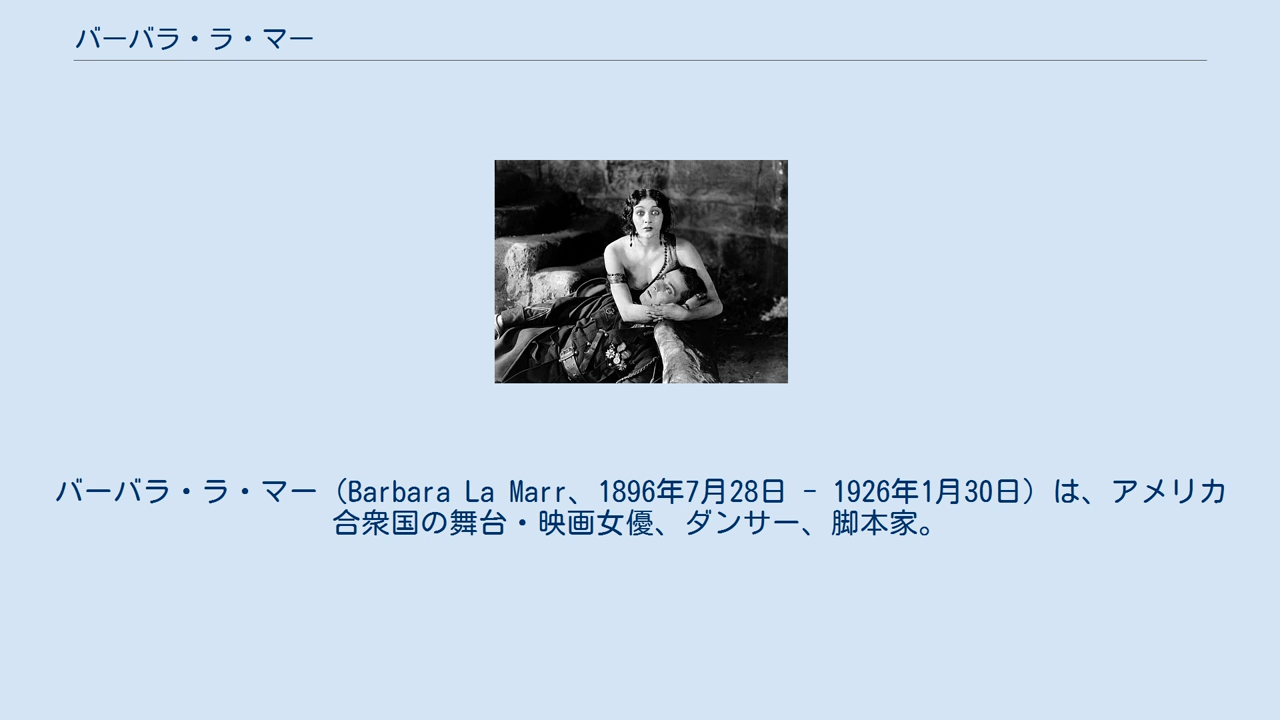 バーバラ・ラ・マー
バーバラ・ラ・マー（Barbara La Marr、1896年7月28日 - 1926年1月30日）は、アメリカ
合衆国の舞台・映画女優、ダンサー、脚本家。